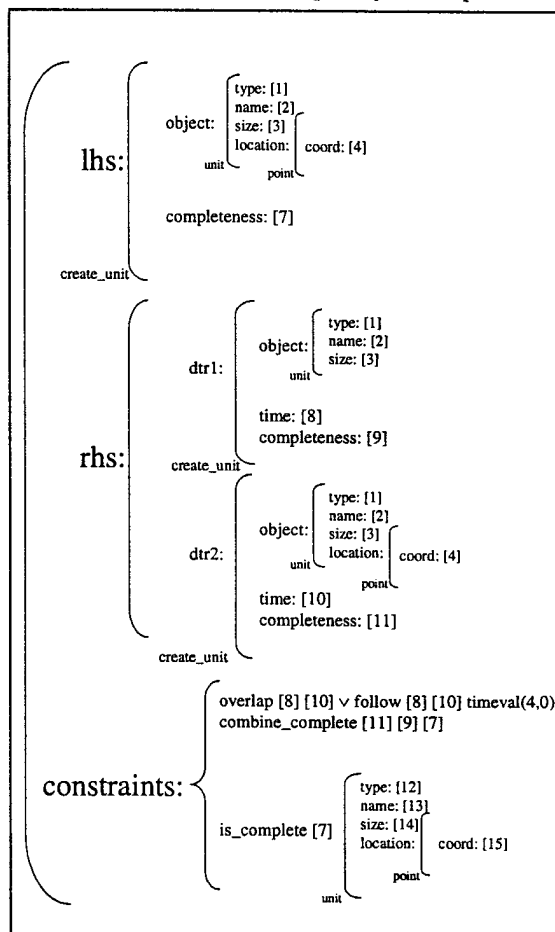 type: [1]
name: [2]
object: size: [3]
location: coord: [4]
unit point
lhs:
completeness: [7]
create_unit
type: [1]
object: name: [2]
size: [3]
dtr1: unit
time: [8]
completeness: [9]
rhs: create_unit
type: [1]
name: [2]
object: size: [3]
dtr2: location: coord: [4]
unit point
time: [10]
completeness: [11]
create_unit
overlap [8] [10] ∨ follow [8] [10] timeval(4,0)
combine_complete [11] [9] [7]
constraints: type: [12]
name: [13]
size: [14]
is_complete [7] location: coord: [15]
point
unit